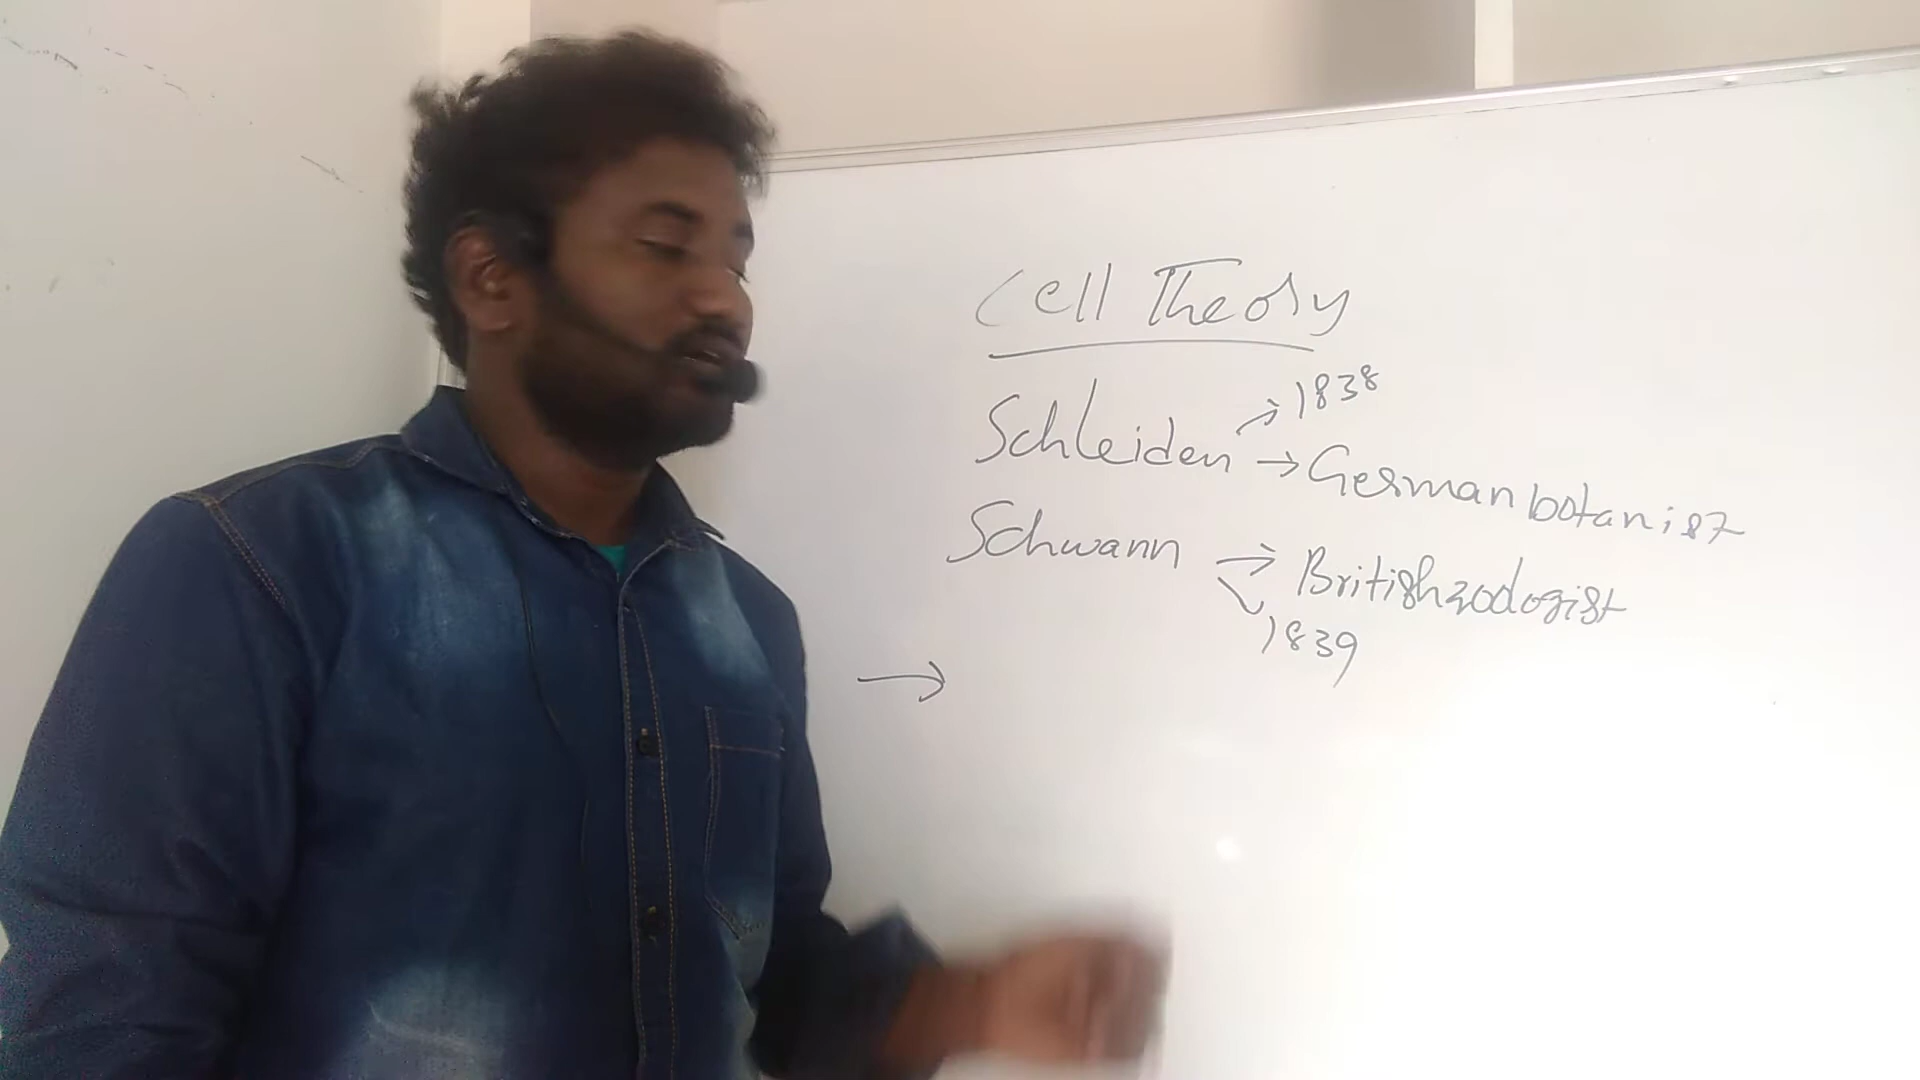 Cell Theory
→ 1838
Schleiden → German botanist
Schwann → British zoologist
1839
→